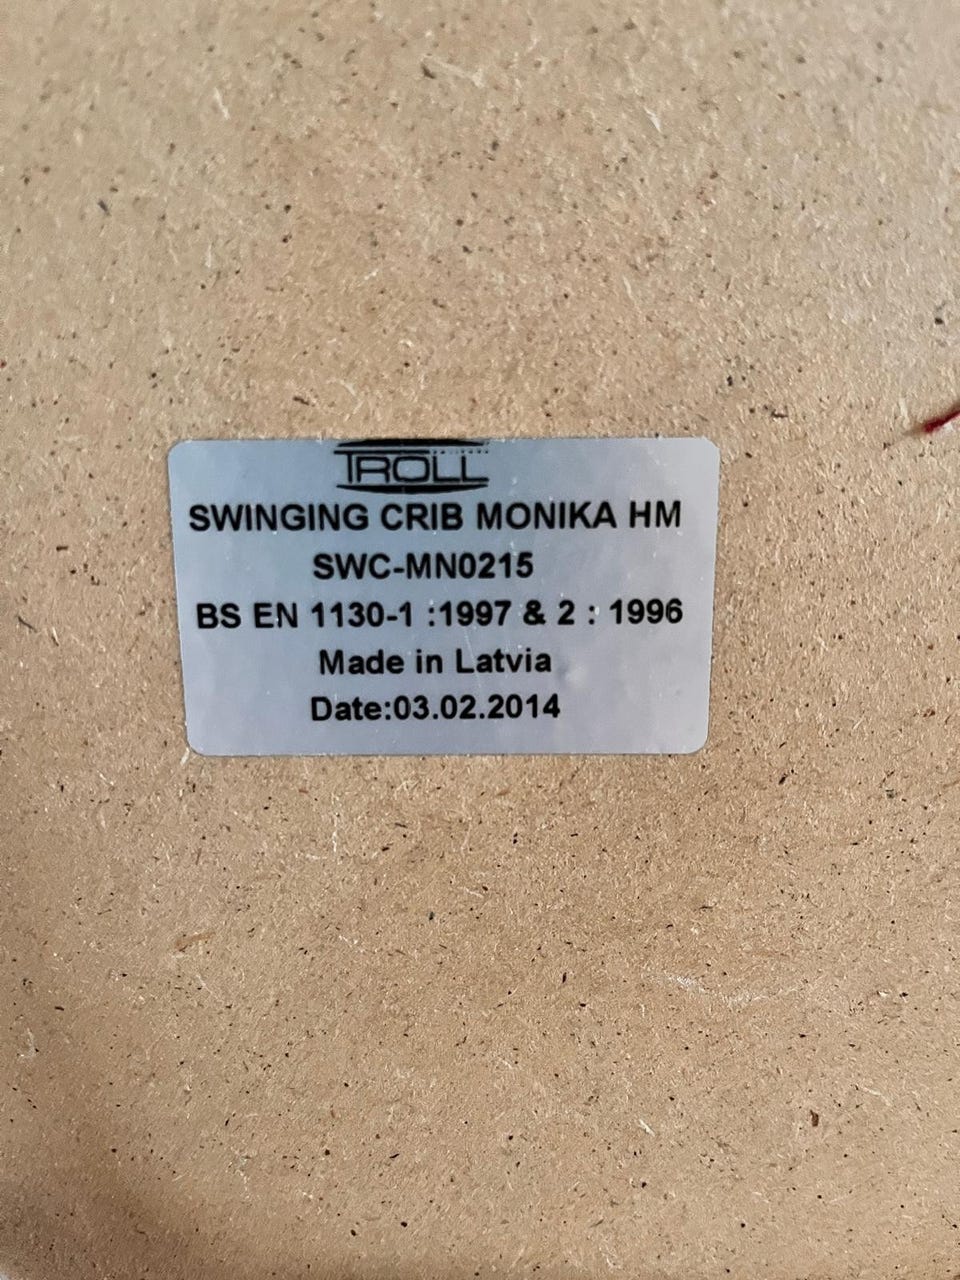 TROLL
SWINGING CRIB MONIKA HM
SWC-MN0215
BS EN 1130-1 :1997 & 2 : 1996
Made in Latvia
Date:03.02.2014